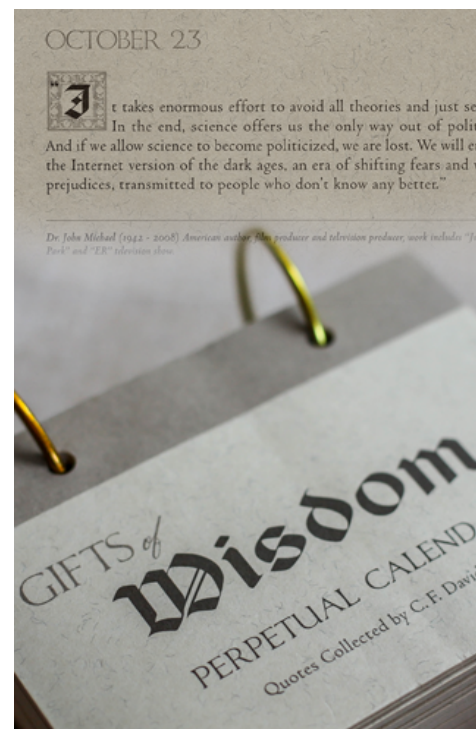 OCTOBER 23
"It takes enormous effort to avoid all theories and just
In the end, science offers us the only way out of
And if we allow science to become politicized, we are lost. We will
the Internet version of the dark ages, an era of shifting fears and
prejudices, transmitted to people who don't know any better."
Dr. John Michael (1942 - 2008) American author, film producer and television producer, work includes
Park" and "ER" television show
GIFTS of
Wisdom
PERPETUAL
Quotes Collected by C.F.